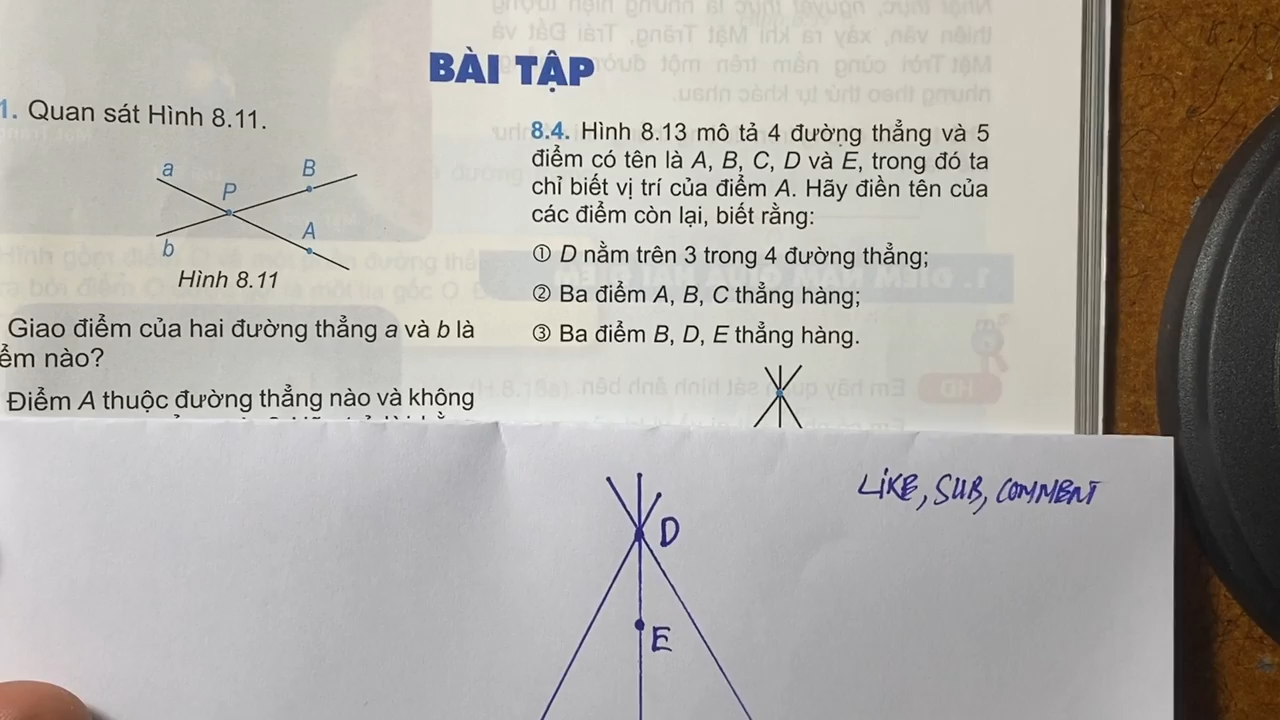 BÀI TẬP
1. Quan sát Hình 8.11.
a
P
B
b
A
Hình 8.11
Giao điểm của hai đường thẳng a và b là
ểm nào?
Điểm A thuộc đường thẳng nào và không
8.4. Hình 8.13 mô tả 4 đường thẳng và 5
điểm có tên là A, B, C, D và E, trong đó ta
chỉ biết vị trí của điểm A. Hãy điền tên của
các điểm còn lại, biết rằng:
① D nằm trên 3 trong 4 đường thẳng;
② Ba điểm A, B, C thẳng hàng;
③ Ba điểm B, D, E thẳng hàng.
LIKE, SUB, COMMENT
D
E